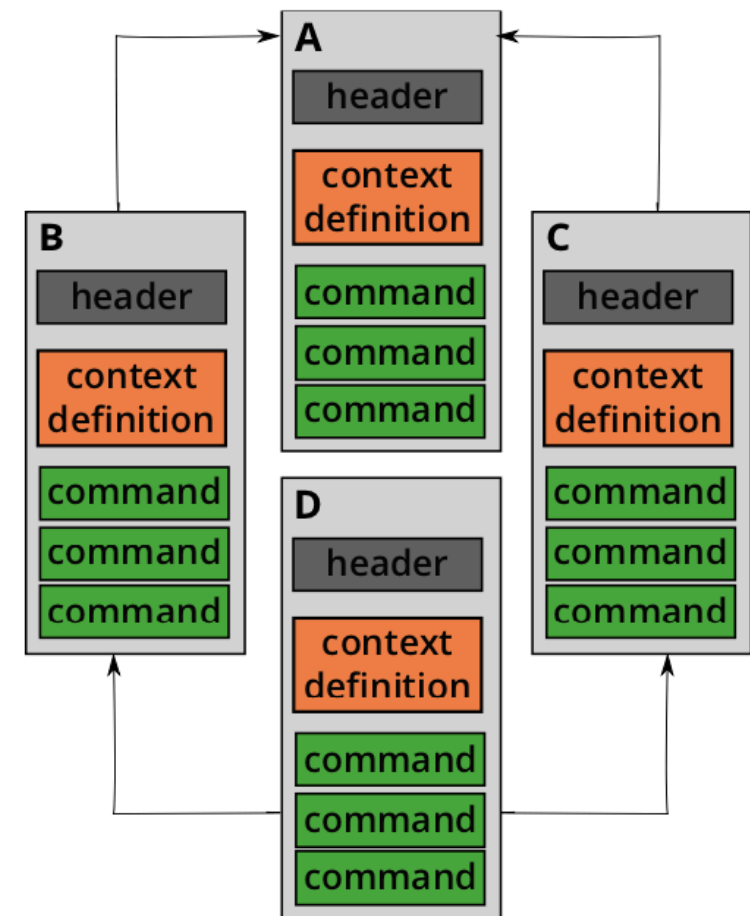 A
header
context
definition
command
command
command
B
header
context
definition
command
command
command
C
header
context
definition
command
command
command
D
header
context
definition
command
command
command